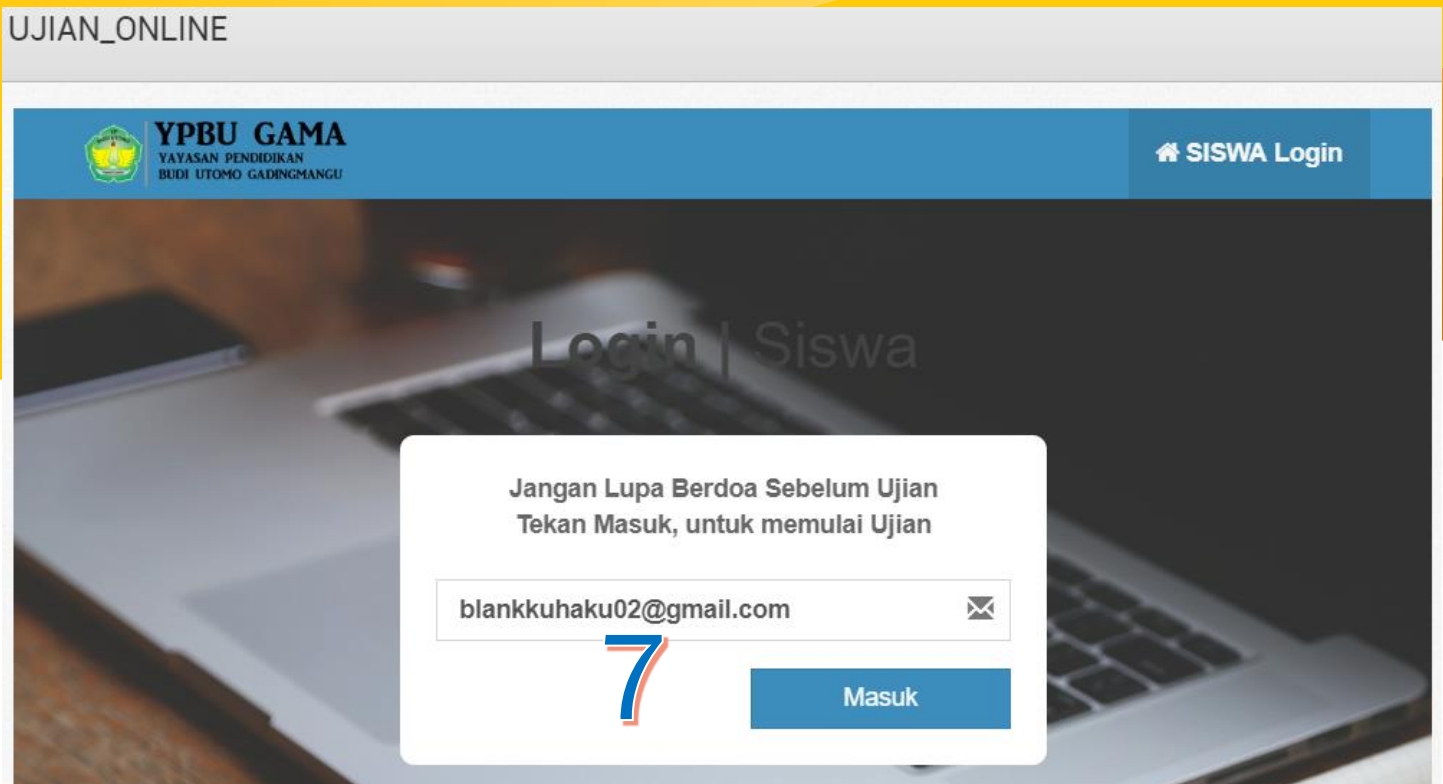 UJIAN_ONLINE
YPBU GAMA
YAYASAN PENDIDIKAN
BUDI UTOMO GADINGMANGU
SISWA Login
Login | Siswa
Jangan Lupa Berdoa Sebelum Ujian
Tekan Masuk, untuk memulai Ujian
blankkuhaku02@gmail.com
7
Masuk